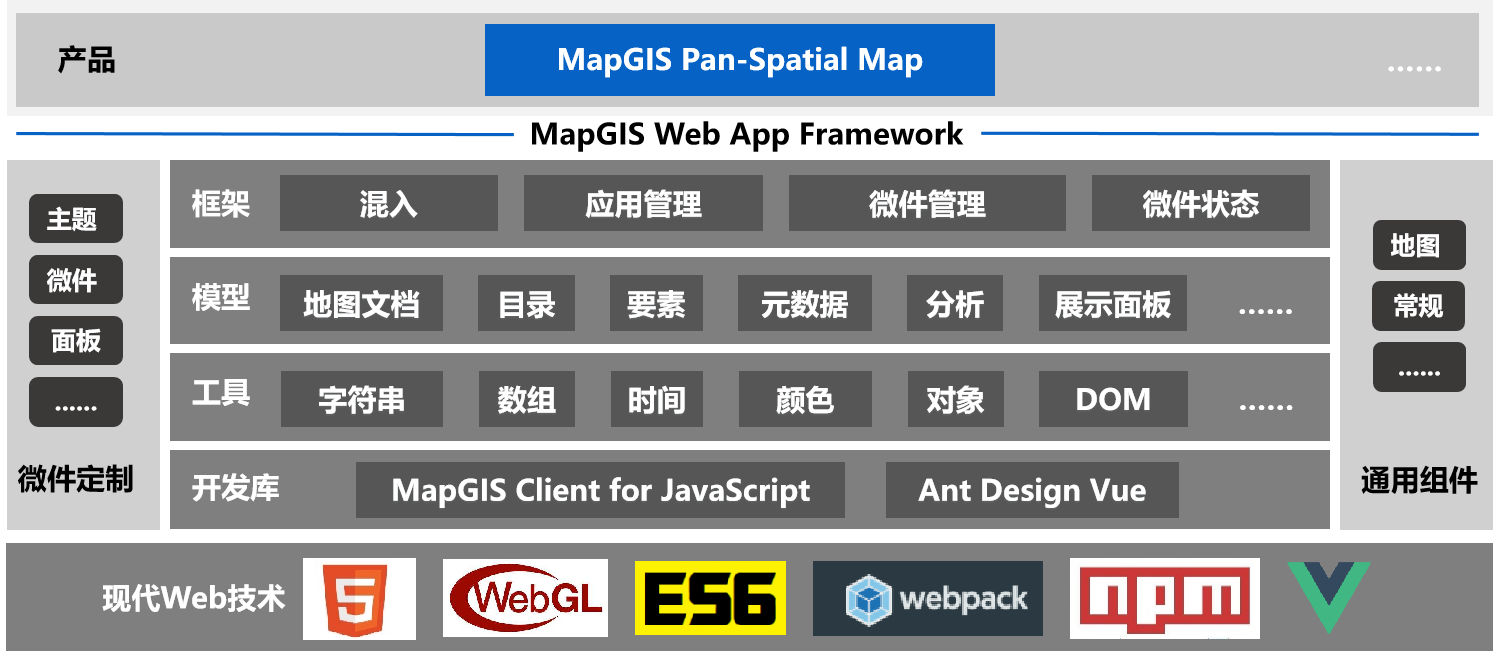 产品 MapGIS Pan-Spatial Map ......
MapGIS Web App Framework
主题
微件
面板
......
微件定制
框架 混入 应用管理 微件管理 微件状态
模型 地图文档 目录 要素 元数据 分析 展示面板 ......
工具 字符串 数组 时间 颜色 对象 DOM ......
开发库 MapGIS Client for JavaScript Ant Design Vue
地图
常规
......
通用组件
现代Web技术 5 WebGL ES6 webpack npm